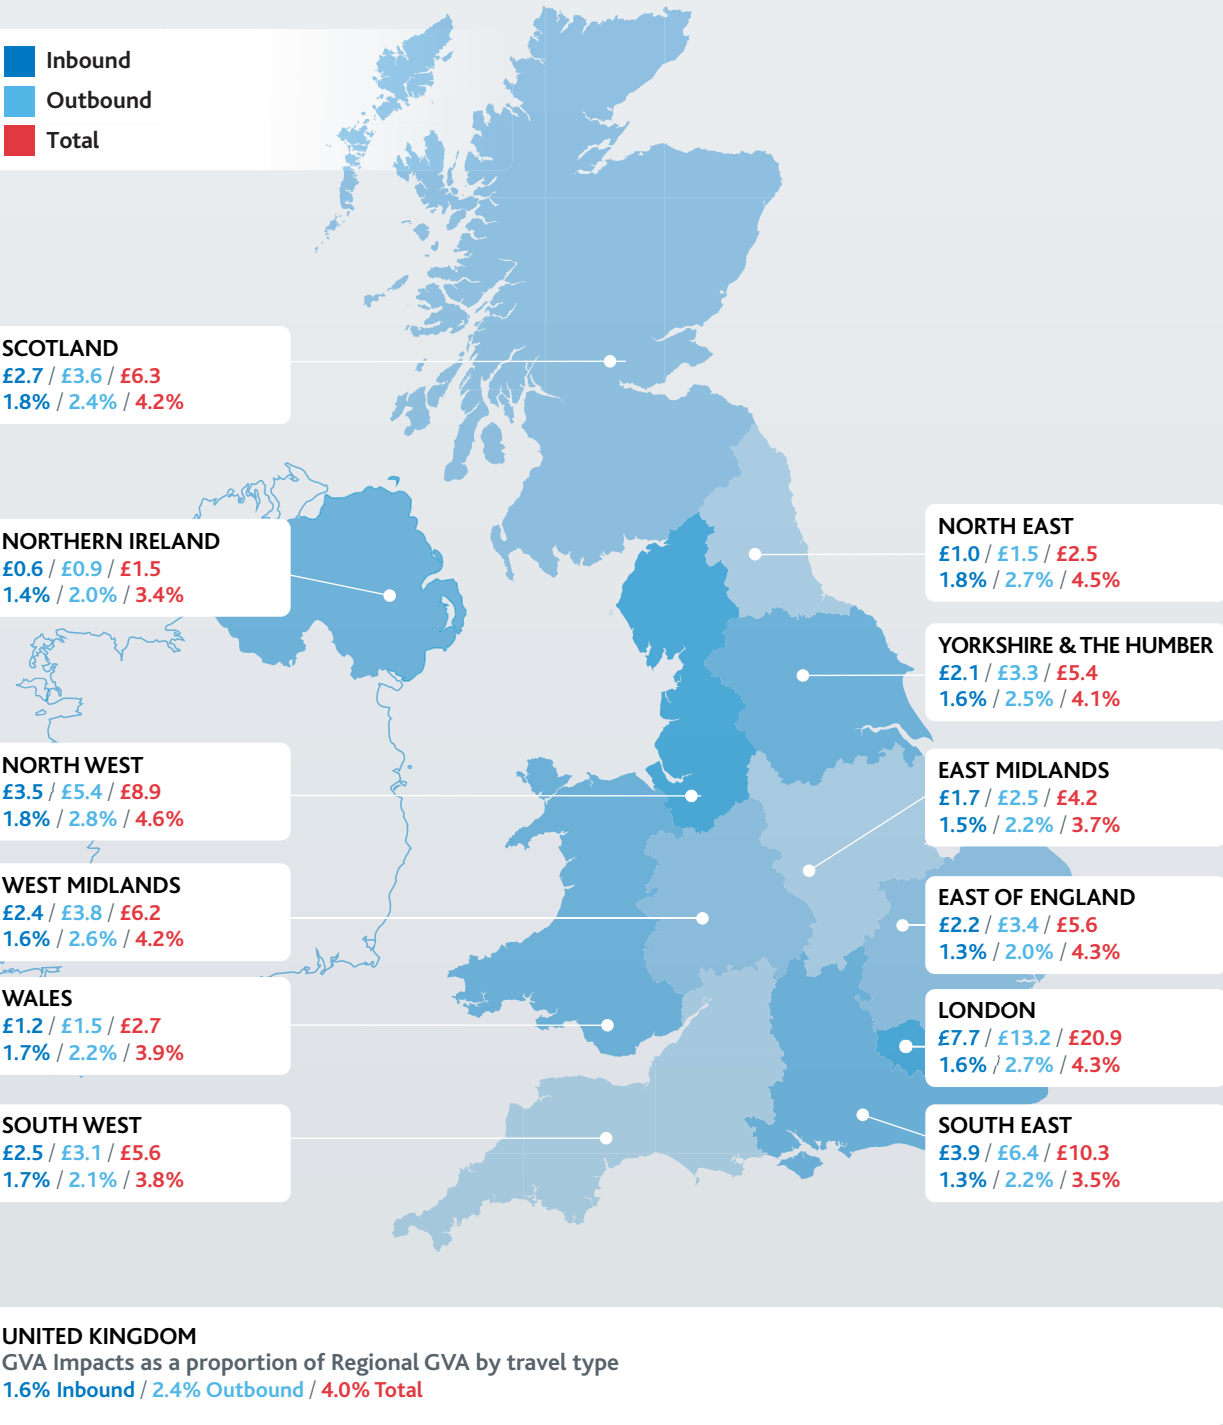 Inbound
Outbound
Total
SCOTLAND
£2.7 / £3.6 / £6.3
1.8% / 2.4% / 4.2%
NORTHERN IRELAND
£0.6 / £0.9 / £1.5
1.4% / 2.0% / 3.4%
NORTH WEST
£3.5 / £5.4 / £8.9
1.8% / 2.8% / 4.6%
WEST MIDLANDS
£2.4 / £3.8 / £6.2
1.6% / 2.6% / 4.2%
WALES
£1.2 / £1.5 / £2.7
1.7% / 2.2% / 3.9%
SOUTH WEST
£2.5 / £3.1 / £5.6
1.7% / 2.1% / 3.8%
NORTH EAST
£1.0 / £1.5 / £2.5
1.8% / 2.7% / 4.5%
YORKSHIRE & THE HUMBER
£2.1 / £3.3 / £5.4
1.6% / 2.5% / 4.1%
EAST MIDLANDS
£1.7 / £2.5 / £4.2
1.5% / 2.2% / 3.7%
EAST OF ENGLAND
£2.2 / £3.4 / £5.6
1.3% / 2.0% / 4.3%
LONDON
£7.7 / £13.2 / £20.9
1.6% / 2.7% / 4.3%
SOUTH EAST
£3.9 / £6.4 / £10.3
1.3% / 2.2% / 3.5%
UNITED KINGDOM
GVA Impacts as a proportion of Regional GVA by travel type
1.6% Inbound / 2.4% Outbound / 4.0% Total